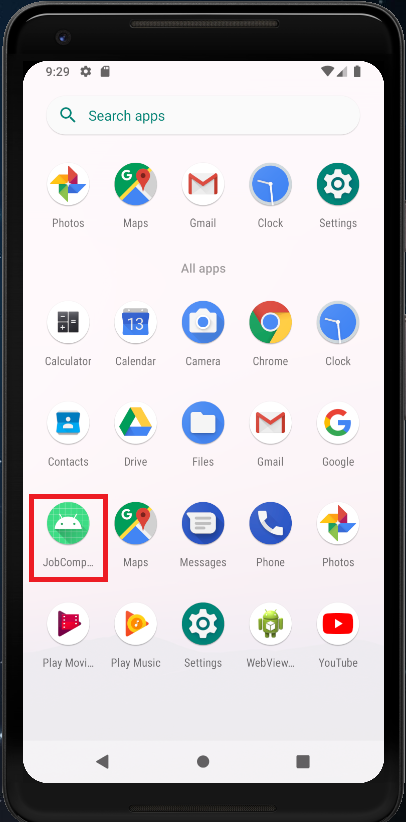 9:29
Search apps
Photos Maps Gmail Clock Settings
All apps
Calculator Calendar Camera Chrome Clock
13
Contacts Drive Files Gmail Google
JobComp... Maps Messages Phone Photos
Play Movi... Play Music Settings WebView... YouTube